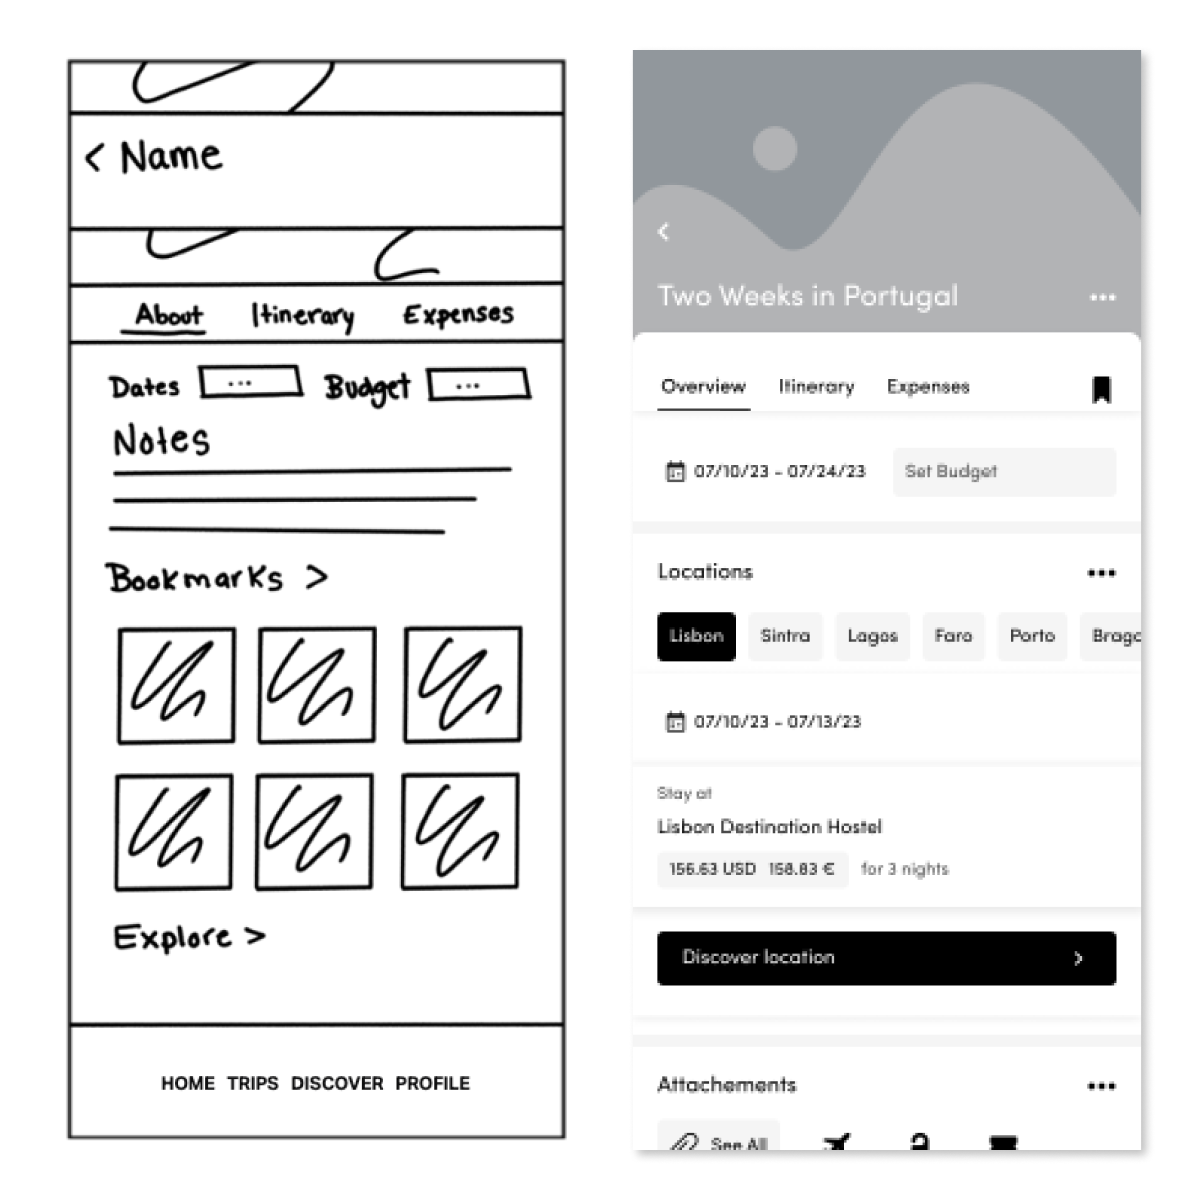 < Name
About Itinerary Expenses
Dates ... Budget ...
Notes
Bookmarks >
Explore >
HOME TRIPS DISCOVER PROFILE
Two Weeks in Portugal
Overview Itinerary Expenses
07/10/23 - 07/24/23 Set Budget
Locations
Lisbon Sintra Lagos Faro Porto Braga
07/10/23 - 07/13/23
Stay at
Lisbon Destination Hostel
156.63 USD 158.83 € for 3 nights
Discover location
Attachements
See All